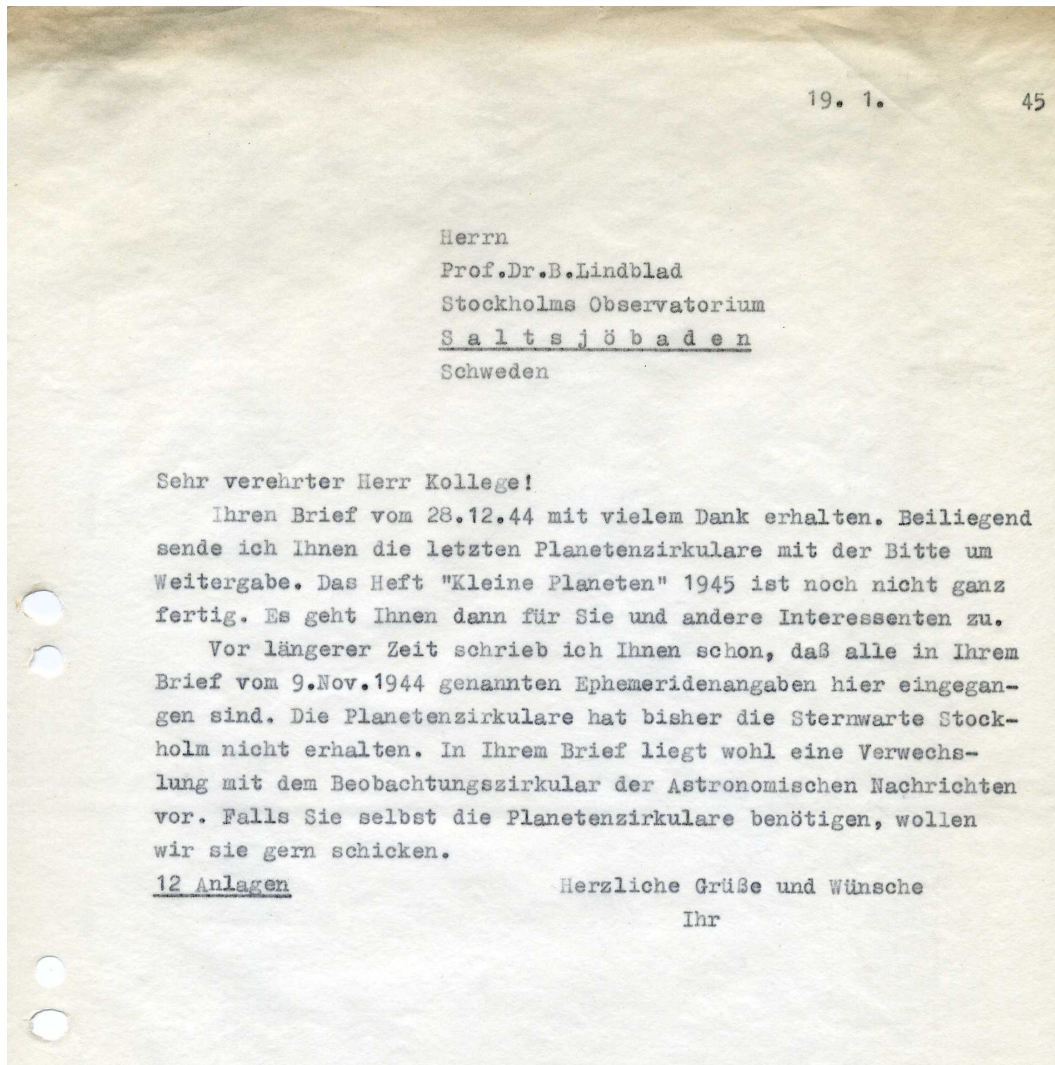 19. 1. 45
Herrn
Prof.Dr.B.Lindblad
Stockholms Observatorium
S a l t s j ö b a d e n
Schweden
Sehr verehrter Herr Kollege!
Ihren Brief vom 28.12.44 mit vielem Dank erhalten. Beiliegend
sende ich Ihnen die letzten Planetenzirkulare mit der Bitte um
Weitergabe. Das Heft "Kleine Planeten" 1945 ist noch nicht ganz
fertig. Es geht Ihnen dann für Sie und andere Interessenten zu.
Vor längerer Zeit schrieb ich Ihnen schon, daß alle in Ihrem
Brief vom 9.Nov.1944 genannten Ephemeridenangaben hier eingegan-
gen sind. Die Planetenzirkulare hat bisher die Sternwarte Stock-
holm nicht erhalten. In Ihrem Brief liegt wohl eine Verwechs-
lung mit dem Beobachtungszirkular der Astronomischen Nachrichten
vor. Falls Sie selbst die Planetenzirkulare benötigen, wollen
wir sie gern schicken.
12 Anlagen Herzliche Grüße und Wünsche
Ihr